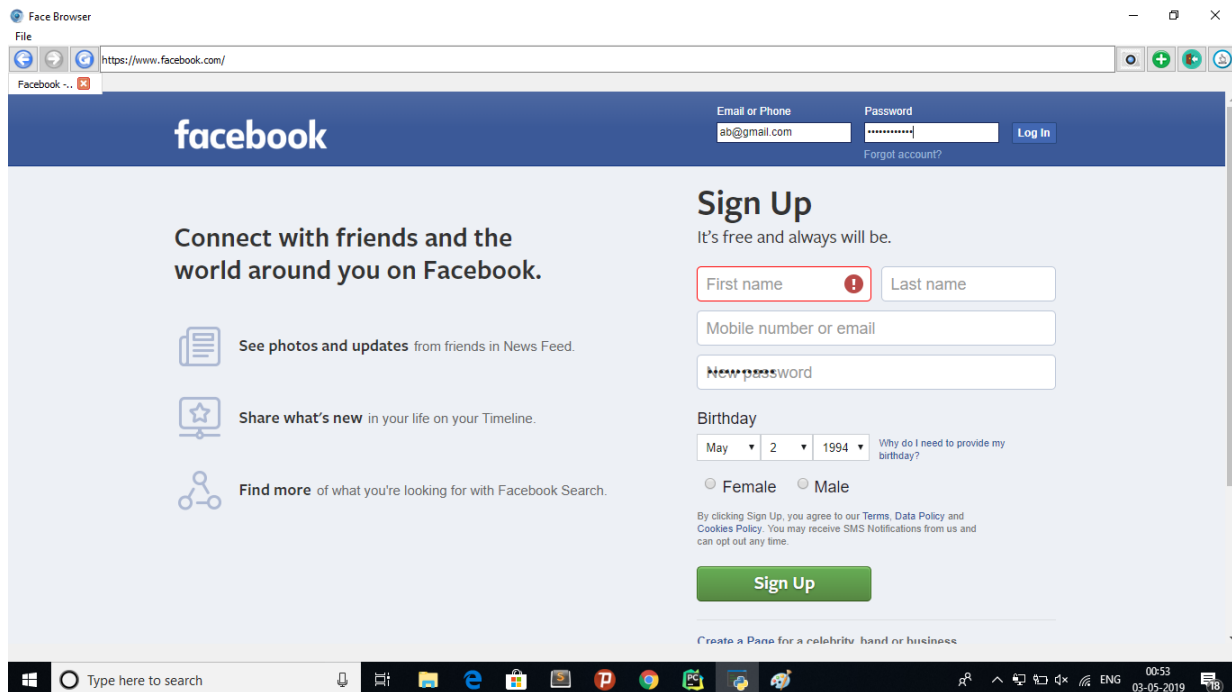 Face Browser
File
https://www.facebook.com/
Facebook -..
facebook
Email or Phone
Password
ab@gmail.com
••••••••••••
Log In
Forgot account?
Connect with friends and the
world around you on Facebook.
See photos and updates from friends in News Feed.
Share what's new in your life on your Timeline.
Find more of what you're looking for with Facebook Search.
Sign Up
It's free and always will be.
First name
Last name
Mobile number or email
New password
Birthday
May 2 1994
Why do I need to provide my
birthday?
Female Male
By clicking Sign Up, you agree to our Terms, Data Policy and
Cookies Policy. You may receive SMS Notifications from us and
can opt out any time.
Sign Up
Create a Page for a celebrity, band or business.
Type here to search
ENG
00:53
03-05-2019
18